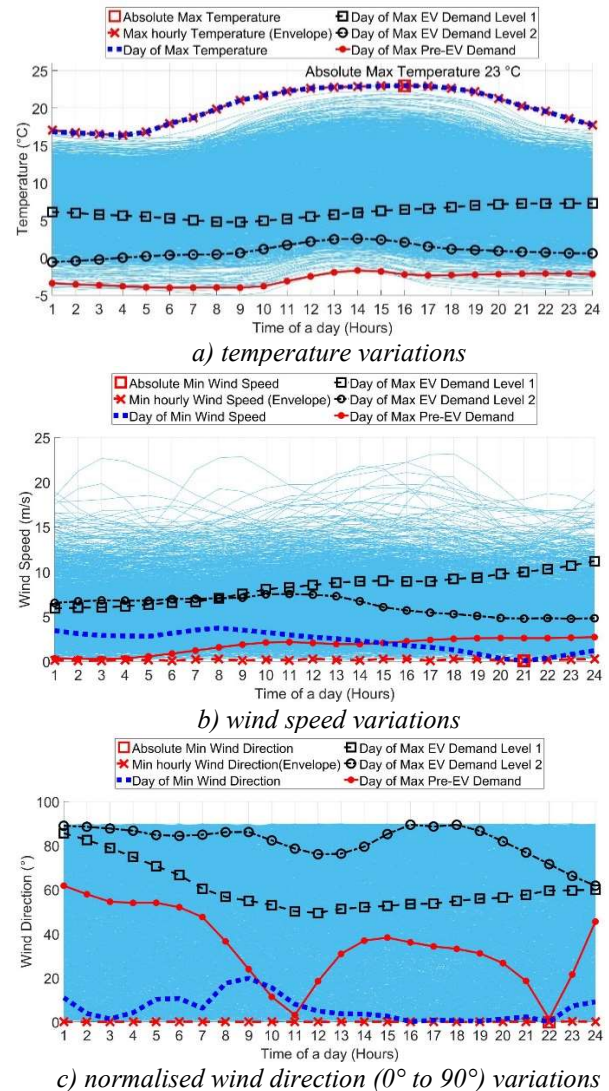 Absolute Max Temperature
Max hourly Temperature (Envelope)
Day of Max Temperature
Day of Max EV Demand Level 1
Day of Max EV Demand Level 2
Day of Max Pre-EV Demand
Absolute Max Temperature 23 °C
25
20
15
10
5
0
-5
Temperature (°C)
1 2 3 4 5 6 7 8 9 10 11 12 13 14 15 16 17 18 19 20 21 22 23 24
Time of a day (Hours)
a) temperature variations
Absolute Min Wind Speed
Min hourly Wind Speed (Envelope)
Day of Min Wind Speed
Day of Max EV Demand Level 1
Day of Max EV Demand Level 2
Day of Max Pre-EV Demand
25
20
15
10
5
0
Wind Speed (m/s)
1 2 3 4 5 6 7 8 9 10 11 12 13 14 15 16 17 18 19 20 21 22 23 24
Time of a day (Hours)
b) wind speed variations
Absolute Min Wind Direction
Min hourly Wind Direction(Envelope)
Day of Min Wind Direction
Day of Max EV Demand Level 1
Day of Max EV Demand Level 2
Day of Max Pre-EV Demand
100
80
60
40
20
0
Wind Direction (°)
1 2 3 4 5 6 7 8 9 10 11 12 13 14 15 16 17 18 19 20 21 22 23 24
Time of a day (Hours)
c) normalised wind direction (0° to 90°) variations